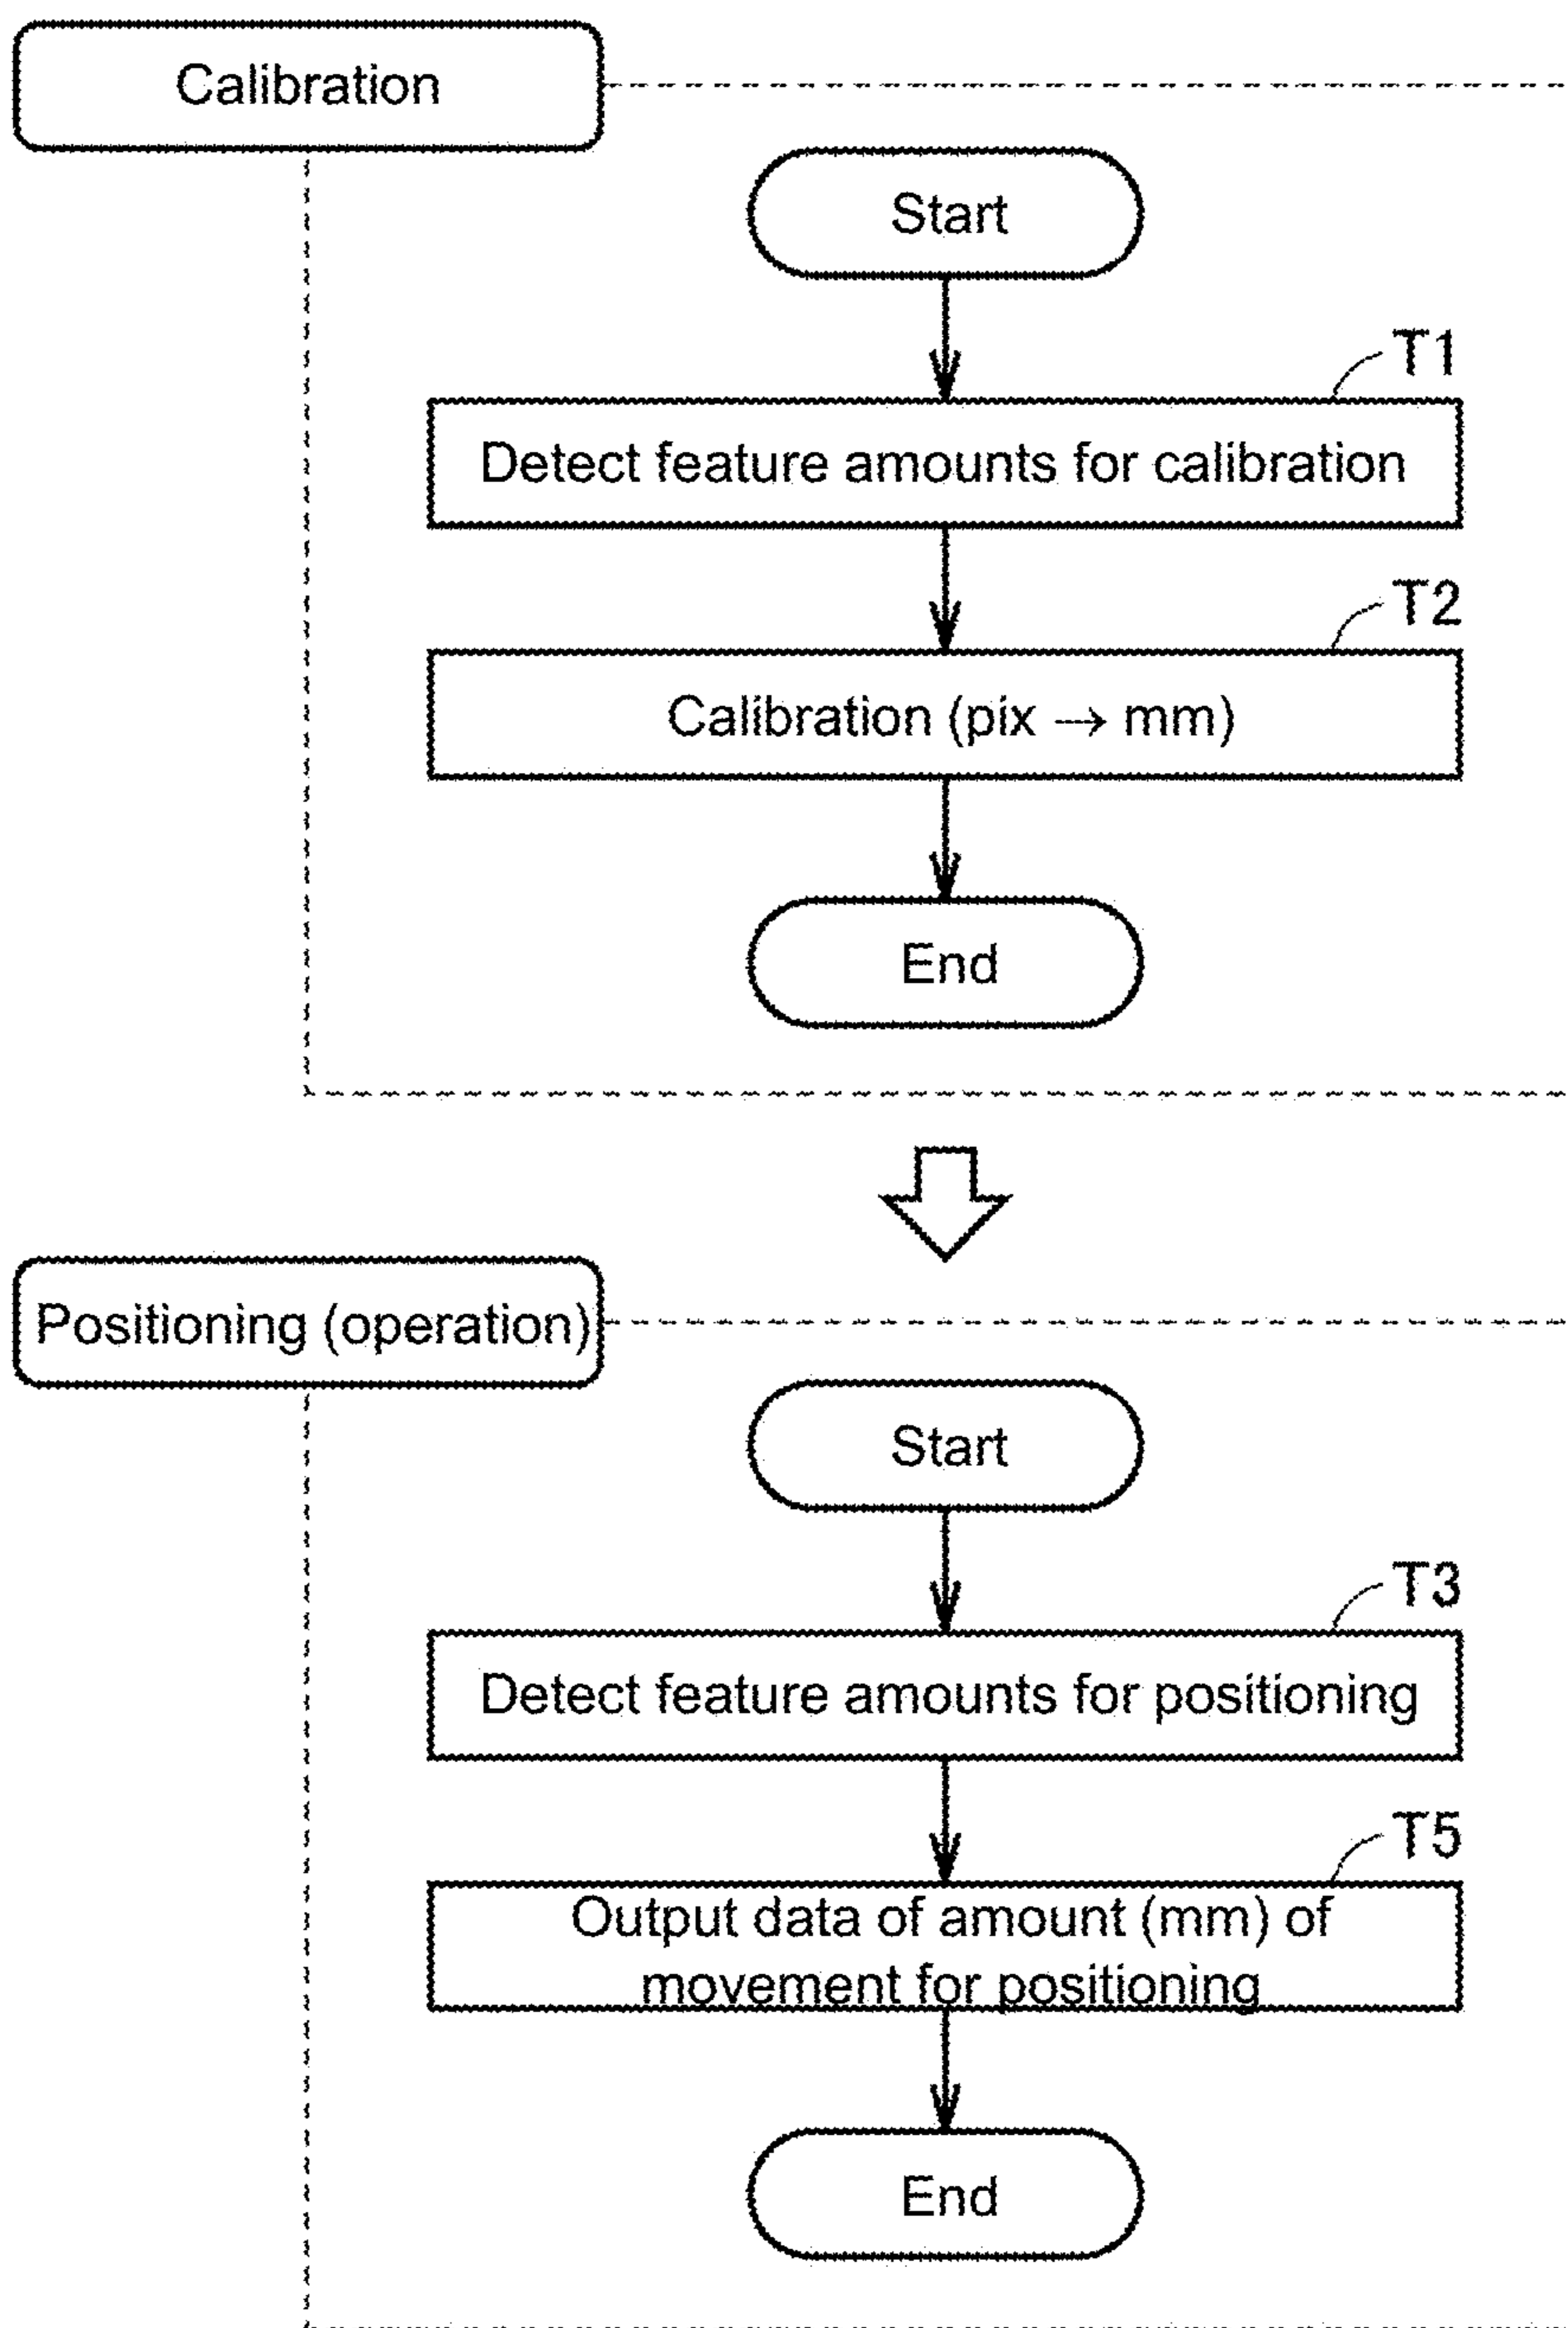 Calibration
Start
T1
Detect feature amounts for calibration
T2
Calibration (pix → mm)
End
Positioning (operation)
Start
T3
Detect feature amounts for positioning
T5
Output data of amount (mm) of
movement for positioning
End